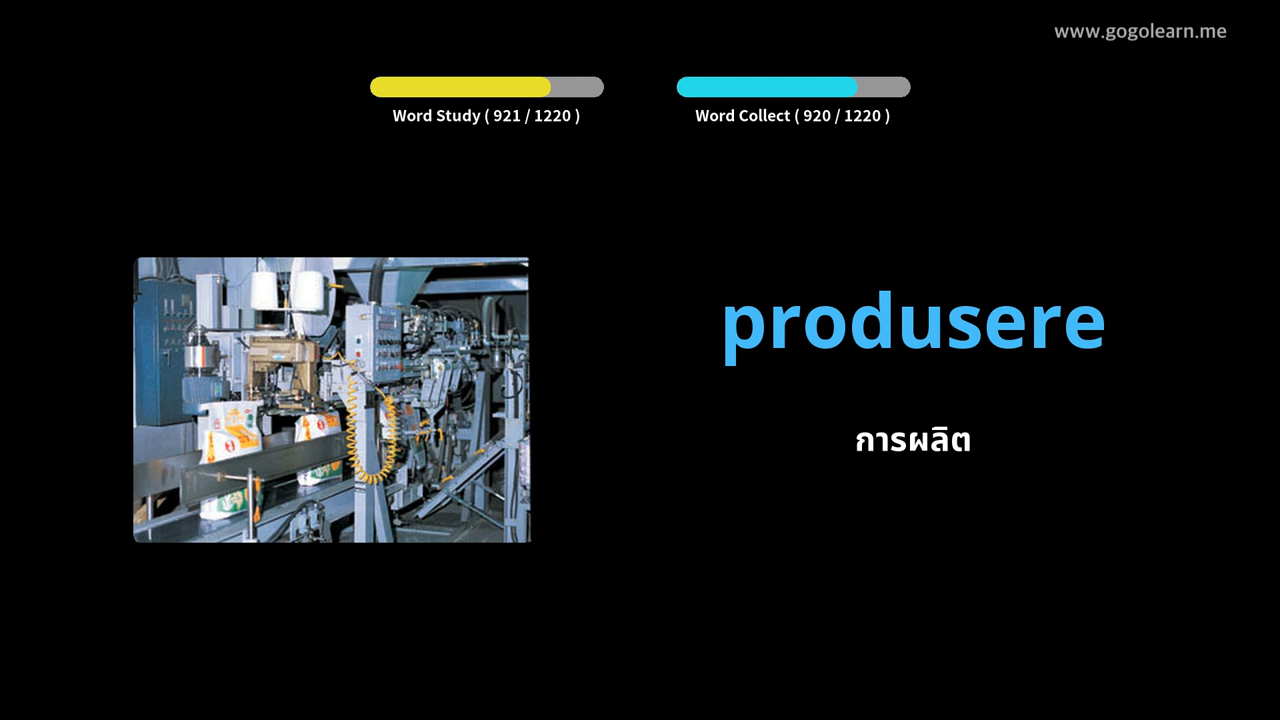 www.gogolearn.me
Word Study ( 921 / 1220 )
Word Collect ( 920 / 1220 )
produsere
การผลิต